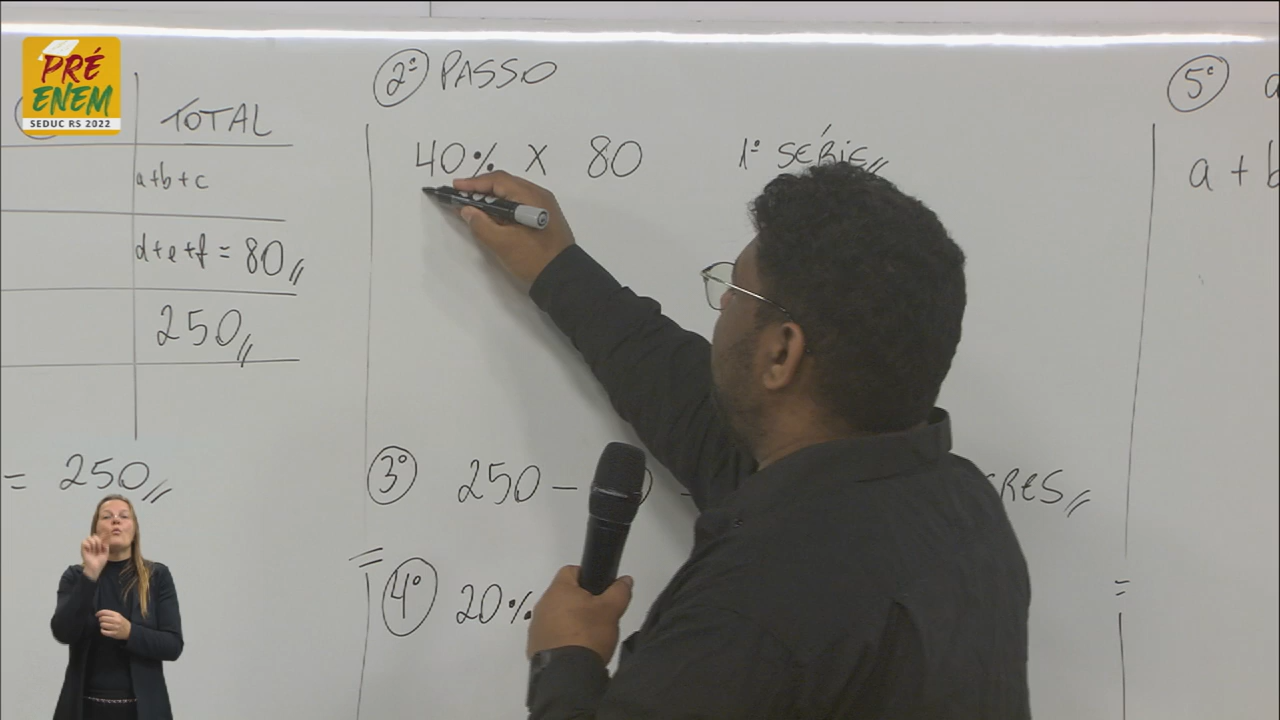 PRÉ
ENEM
SEDUC RS 2022
TOTAL
a+b+c
d+e+f = 80
250
= 250
2º PASSO
40% X 80 1ª SÉRIE
3º 250 –
4º 20%
=
5º a
a + b
=